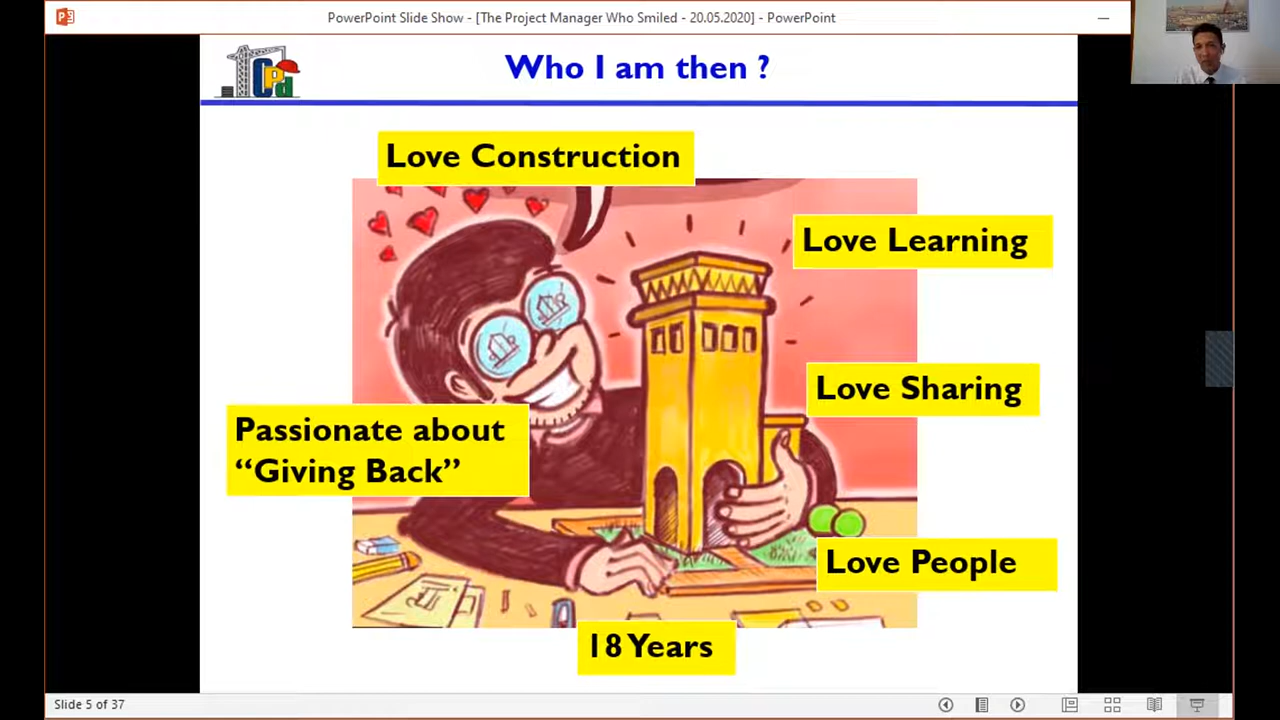 PowerPoint Slide Show - [The Project Manager Who Smiled - 20.05.2020] - PowerPoint
CPd
Who I am then ?
Love Construction
Love Learning
Love Sharing
Passionate about
“Giving Back”
Love People
18 Years
Slide 5 of 37